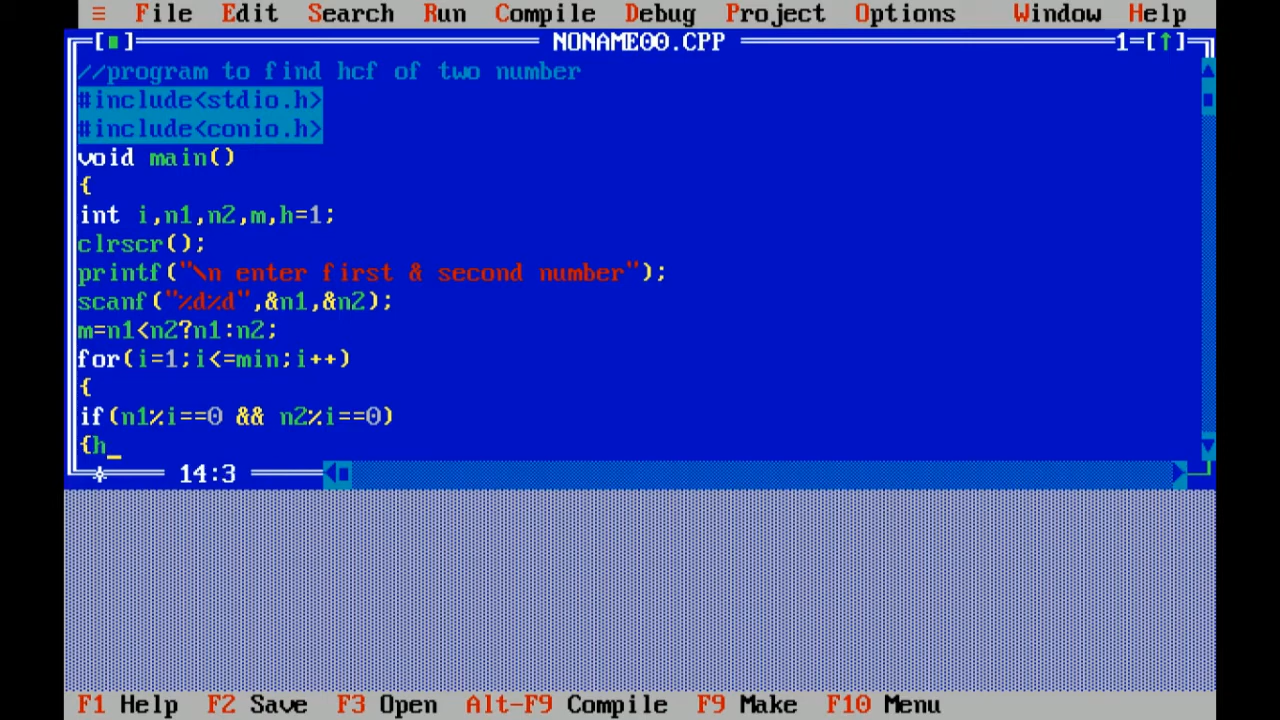 ≡ File Edit Search Run Compile Debug Project Options Window Help
[■] NONAME00.CPP 1=[↑]
//program to find hcf of two number
#include<stdio.h>
#include<conio.h>
void main()
{
int i,n1,n2,m,h=1;
clrscr();
printf("\n enter first & second number");
scanf("%d%d",&n1,&n2);
m=n1<n2?n1:n2;
for(i=1;i<=min;i++)
{
if(n1%i==0 && n2%i==0)
{h_
14:3
F1 Help F2 Save F3 Open Alt-F9 Compile F9 Make F10 Menu